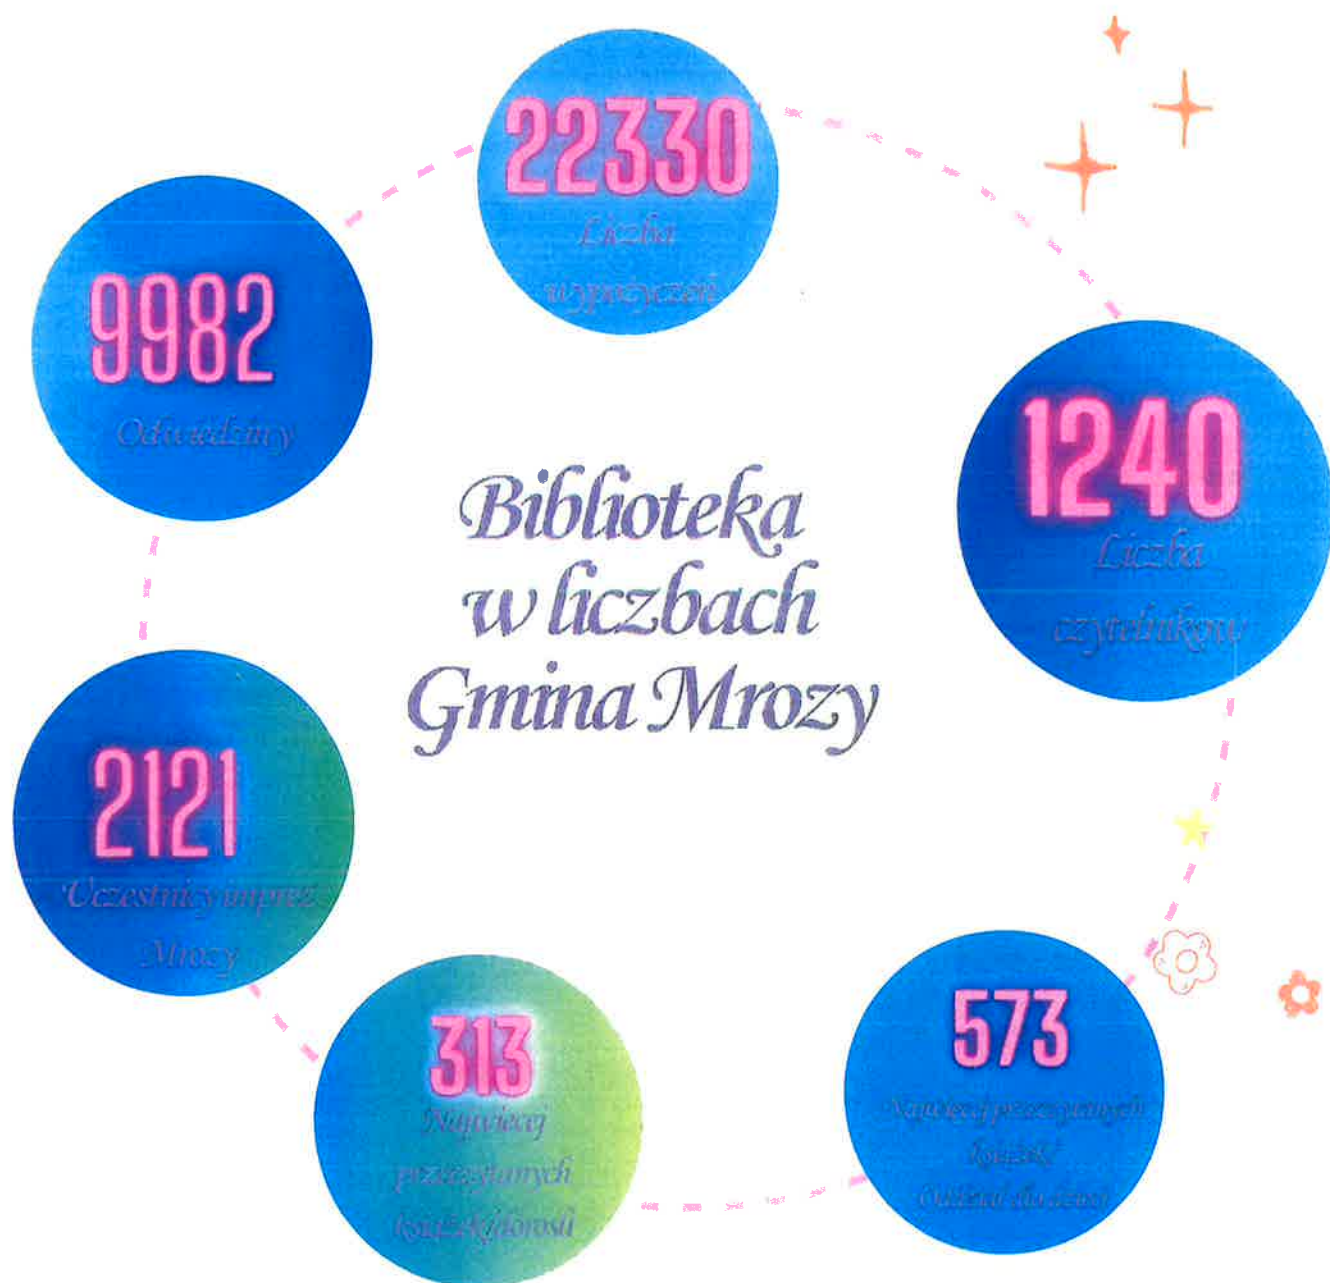 22330
Liczba
wypożyczeń
9982
Odwiedziny
1240
Liczba
czytelników
Biblioteka
w liczbach
Gmina Mrozy
2121
Uczestnicy imprez
Mrozy
313
Najwięcej
przeczytanych
książek/dorośli
573
Najwięcej przeczytanych
książek/
Oddział dla dzieci